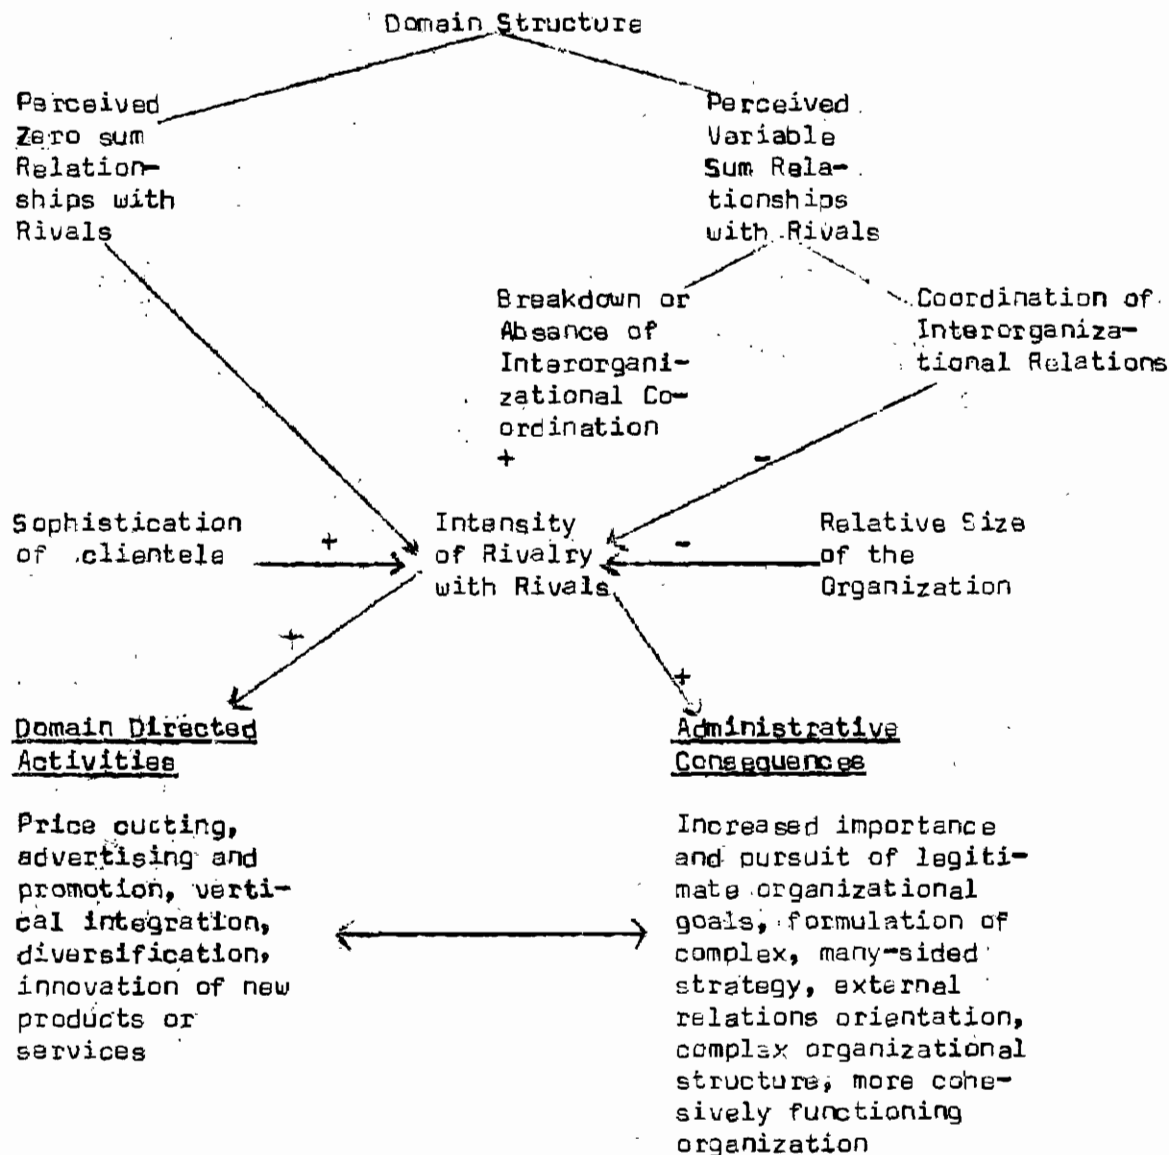 Domain Structure
Perceived
Zero sum
Relation-
ships with
Rivals
Perceived
Variable
Sum Rela-
tionships
with Rivals
Breakdown or
Absence of
Interorgani-
zational Co-
ordination
+
Coordination of
Interorganiza-
tional Relations
-
Sophistication
of clientele
+
Intensity
of Rivalry
with Rivals
-
Relative Size
of the
Organization
+
+
Domain Directed
Activities
Price cutting,
advertising and
promotion, verti-
cal integration,
diversification,
innovation of new
products or
services
Administrative
Consequences
Increased importance
and pursuit of legiti-
mate organizational
goals, formulation of
complex, many-sided
strategy, external
relations orientation,
complex organizational
structure, more cohe-
sively functioning
organization